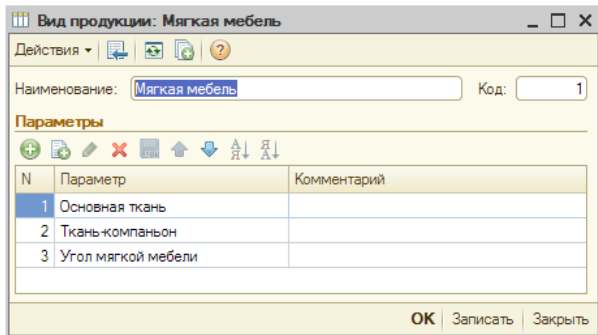 Вид продукции: Мягкая мебель
Действия
Наименование: Мягкая мебель Код: 1
Параметры
N Параметр Комментарий
1 Основная ткань
2 Ткань-компаньон
3 Угол мягкой мебели
OK Записать Закрыть